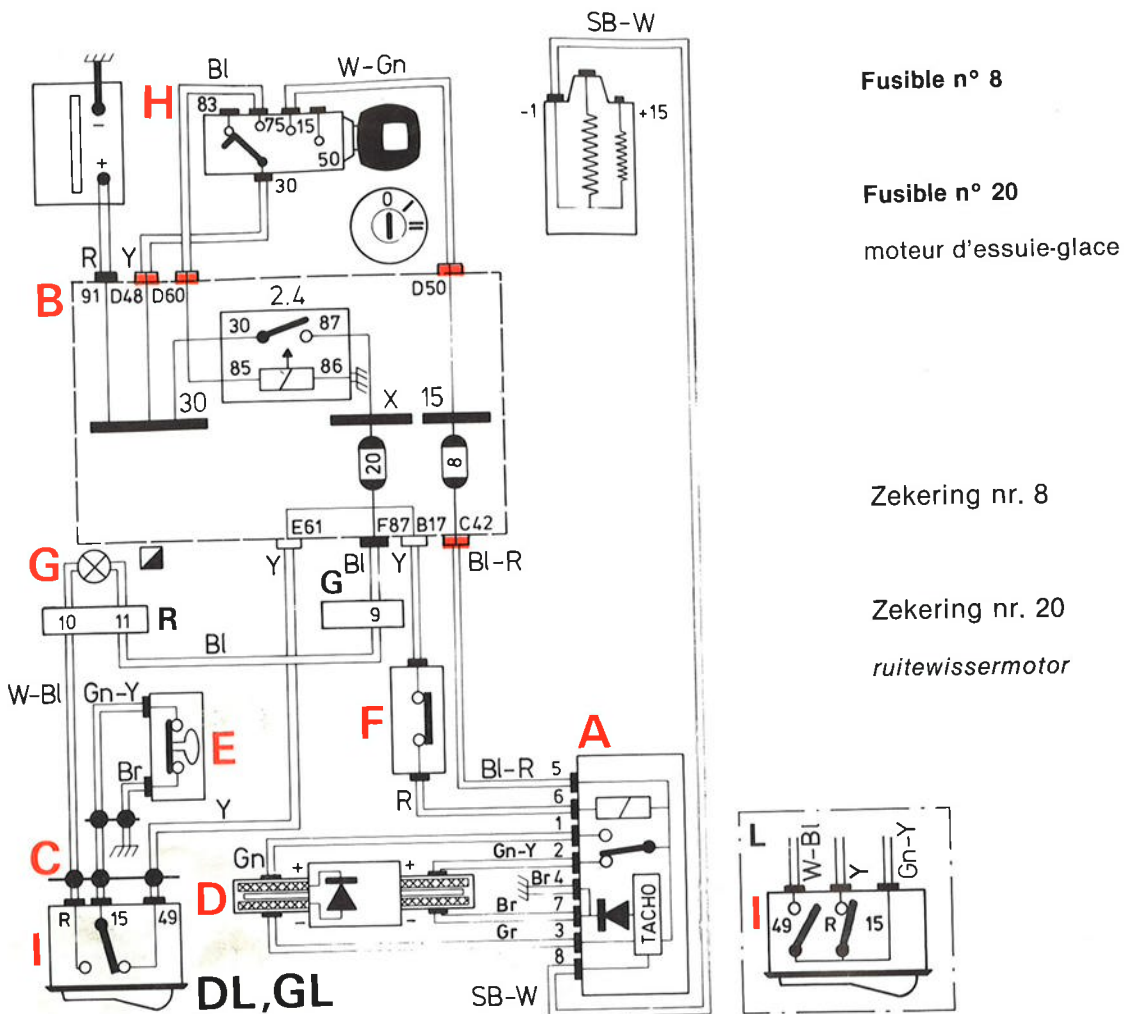 SB-W
Bl
W-Gn
H
83
75
15
50
30
-1
+15
Fusible n° 8
Fusible n° 20
moteur d'essuie-glace
0
-
+
R
Y
B
91
D48
D60
D50
2.4
30
87
85
86
30
X
15
20
8
E61
F87
B17
C42
Y
Bl
Y
Bl-R
G
G
9
10
11
R
Bl
W-Bl
Gn-Y
E
Br
F
A
Y
R
Bl-R
5
6
1
2
4
7
3
8
C
Gn
Gn-Y
Br
Br
Gr
D
+
+
-
-
TACHO
SB-W
R
15
49
I
DL,GL
Zekering nr. 8
Zekering nr. 20
ruitewissermotor
L
W-Bl
Y
Gn-Y
I
49
R
15